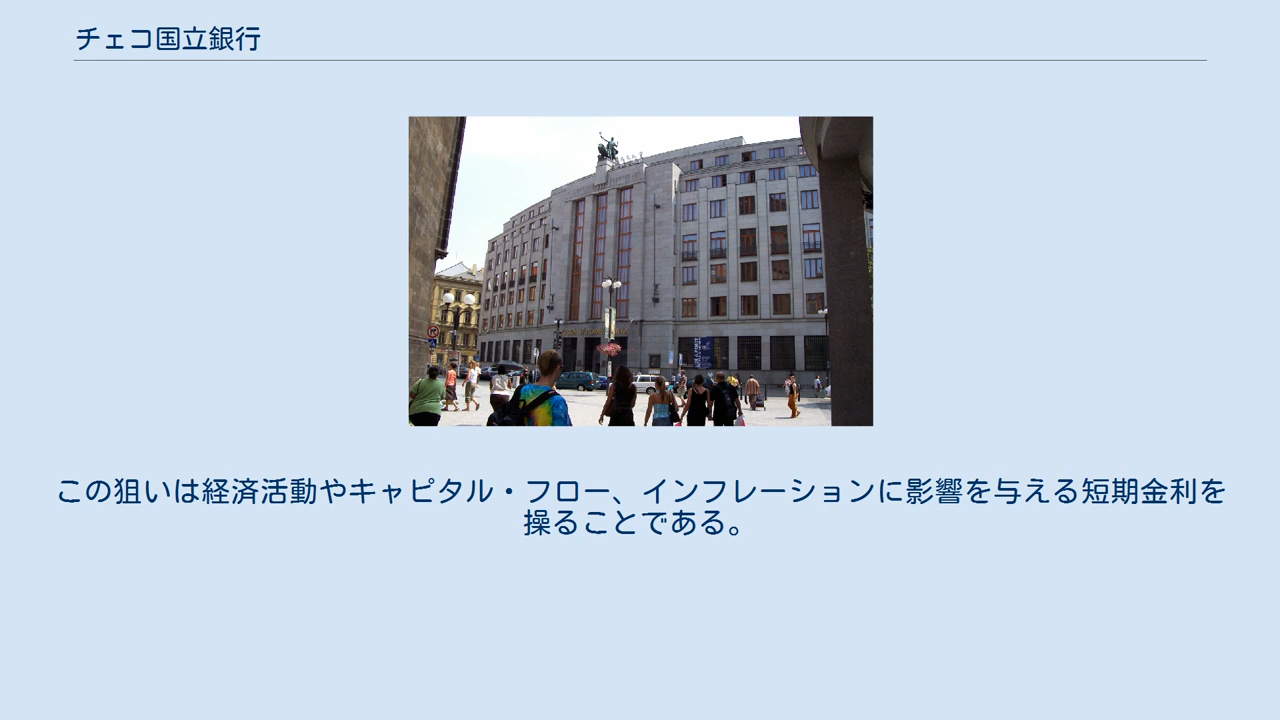 チェコ国立銀行
この狙いは経済活動やキャピタル・フロー、インフレーションに影響を与える短期金利を
操ることである。